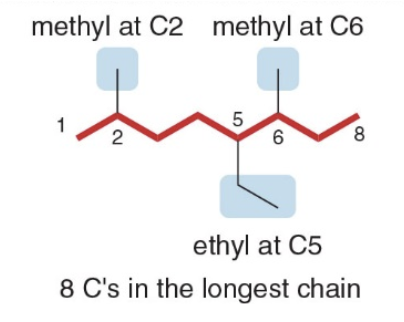 methyl at C2 methyl at C6
1
2
5
6
8
ethyl at C5
8 C's in the longest chain